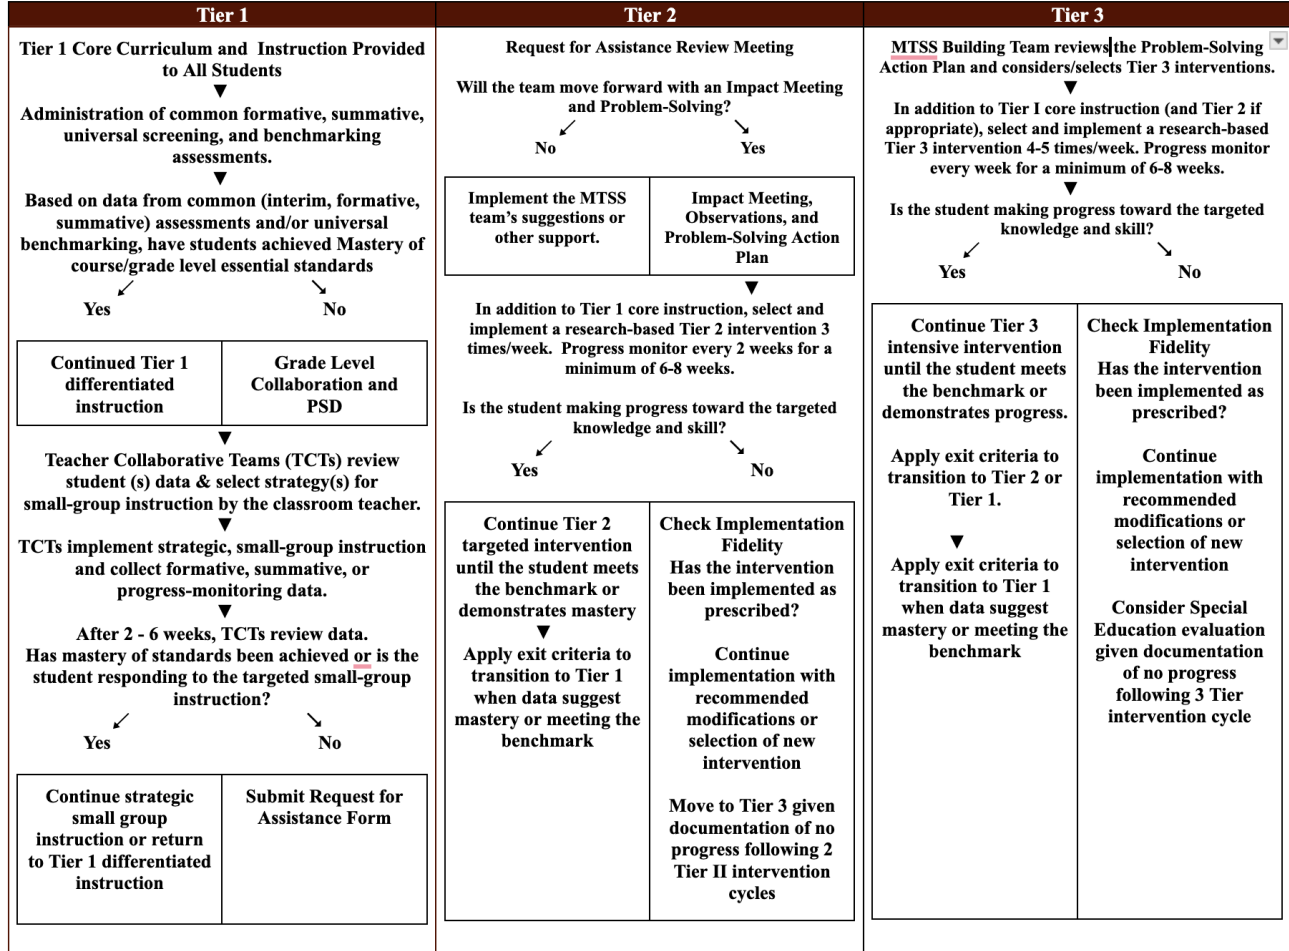 Tier 1
Tier 1 Core Curriculum and Instruction Provided
to All Students
Administration of common formative, summative,
universal screening, and benchmarking
assessments.
Based on data from common (interim, formative,
summative) assessments and/or universal
benchmarking, have students achieved Mastery of
course/grade level essential standards
Yes
No
Continued Tier 1
differentiated
instruction
Grade Level
Collaboration and
PSD
Teacher Collaborative Teams (TCTs) review
student (s) data & select strategy(s) for
small-group instruction by the classroom teacher.
TCTs implement strategic, small-group instruction
and collect formative, summative, or
progress-monitoring data.
After 2 - 6 weeks, TCTs review data.
Has mastery of standards been achieved or is the
student responding to the targeted small-group
instruction?
Yes
No
Continue strategic
small group
instruction or return
to Tier 1 differentiated
instruction
Submit Request for
Assistance Form
Tier 2
Request for Assistance Review Meeting
Will the team move forward with an Impact Meeting
and Problem-Solving?
No
Yes
Implement the MTSS
team's suggestions or
other support.
Impact Meeting,
Observations, and
Problem-Solving Action
Plan
In addition to Tier 1 core instruction, select and
implement a research-based Tier 2 intervention 3
times/week. Progress monitor every 2 weeks for a
minimum of 6-8 weeks.
Is the student making progress toward the targeted
knowledge and skill?
Yes
No
Continue Tier 2
targeted intervention
until the student meets
the benchmark or
demonstrates mastery
Apply exit criteria to
transition to Tier 1
when data suggest
mastery or meeting the
benchmark
Check Implementation
Fidelity
Has the intervention
been implemented as
prescribed?
Continue
implementation with
recommended
modifications or
selection of new
intervention
Move to Tier 3 given
documentation of no
progress following 2
Tier II intervention
cycles
Tier 3
MTSS Building Team reviews the Problem-Solving
Action Plan and considers/selects Tier 3 interventions.
In addition to Tier I core instruction (and Tier 2 if
appropriate), select and implement a research-based
Tier 3 intervention 4-5 times/week. Progress monitor
every week for a minimum of 6-8 weeks.
Is the student making progress toward the targeted
knowledge and skill?
Yes
No
Continue Tier 3
intensive intervention
until the student meets
the benchmark or
demonstrates progress.
Apply exit criteria to
transition to Tier 2 or
Tier 1.
Apply exit criteria to
transition to Tier 1
when data suggest
mastery or meeting the
benchmark
Check Implementation
Fidelity
Has the intervention
been implemented as
prescribed?
Continue
implementation with
recommended
modifications or
selection of new
intervention
Consider Special
Education evaluation
given documentation
of no progress
following 3 Tier
intervention cycle